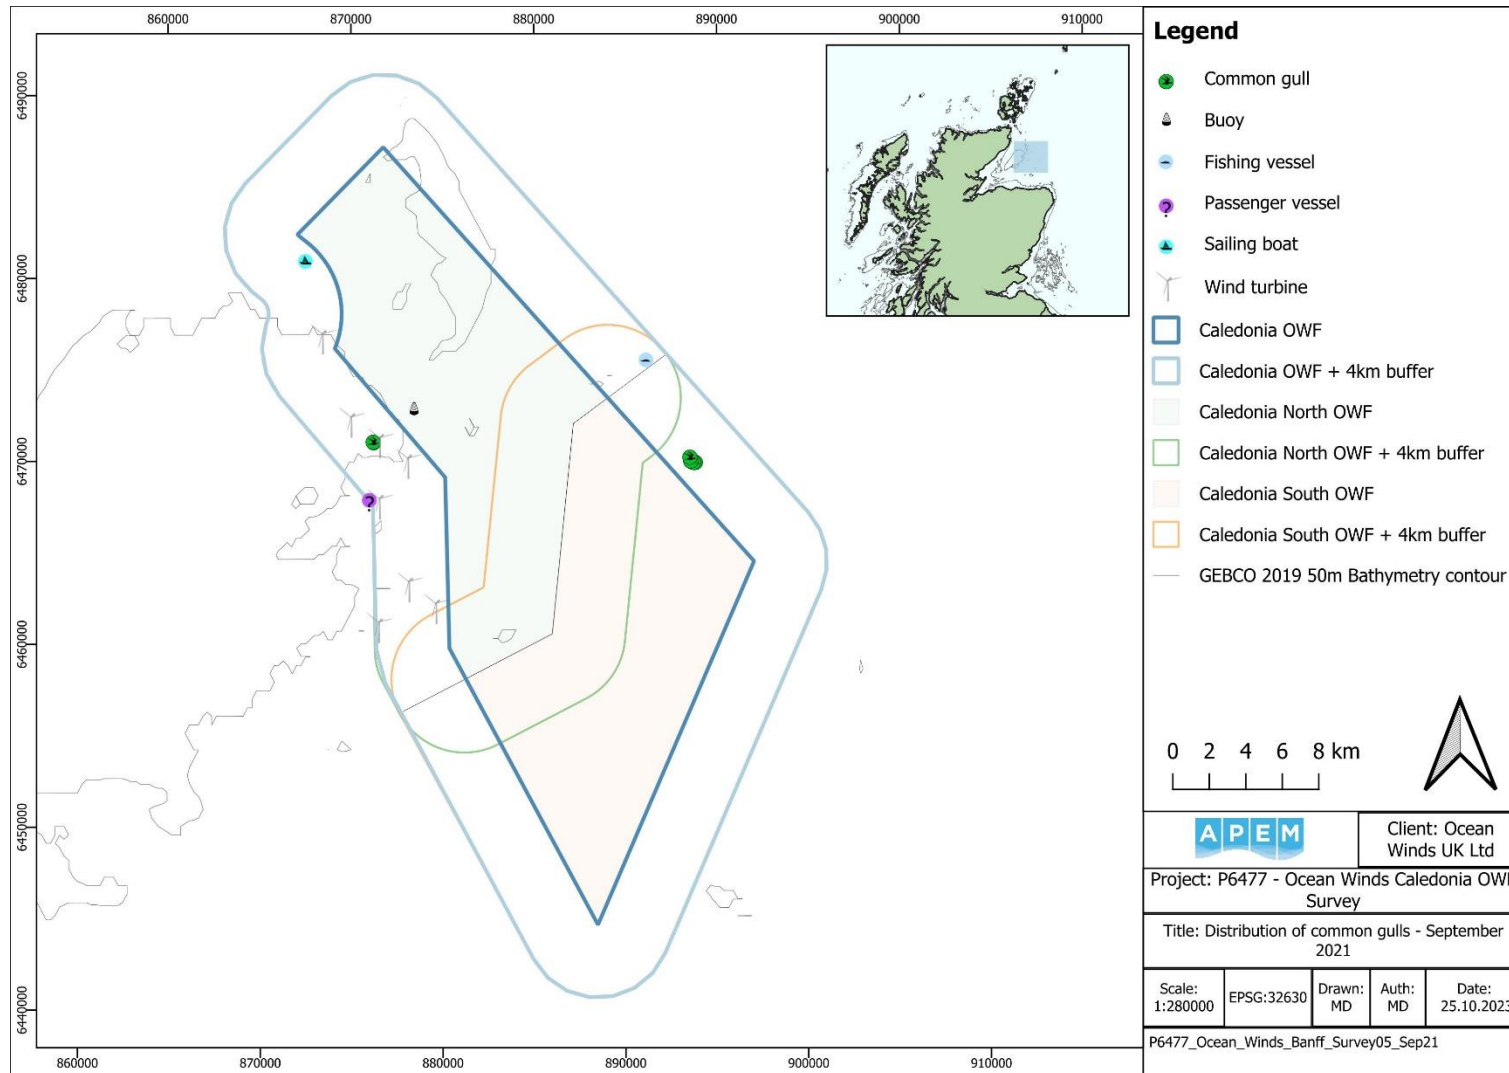 860000 870000 880000 890000 900000 910000
6490000
6480000
6470000
6460000
6450000
6440000
860000 870000 880000 890000 900000 910000
Legend
Common gull
Buoy
Fishing vessel
Passenger vessel
Sailing boat
Wind turbine
Caledonia OWF
Caledonia OWF + 4km buffer
Caledonia North OWF
Caledonia North OWF + 4km buffer
Caledonia South OWF
Caledonia South OWF + 4km buffer
GEBCO 2019 50m Bathymetry contour
0 2 4 6 8 km
APEM
Client: Ocean
Winds UK Ltd
Project: P6477 - Ocean Winds Caledonia OWF
Survey
Title: Distribution of common gulls - September
2021
Scale:
1:280000
EPSG:32630
Drawn:
MD
Auth:
MD
Date:
25.10.2023
P6477_Ocean_Winds_Banff_Survey05_Sep21